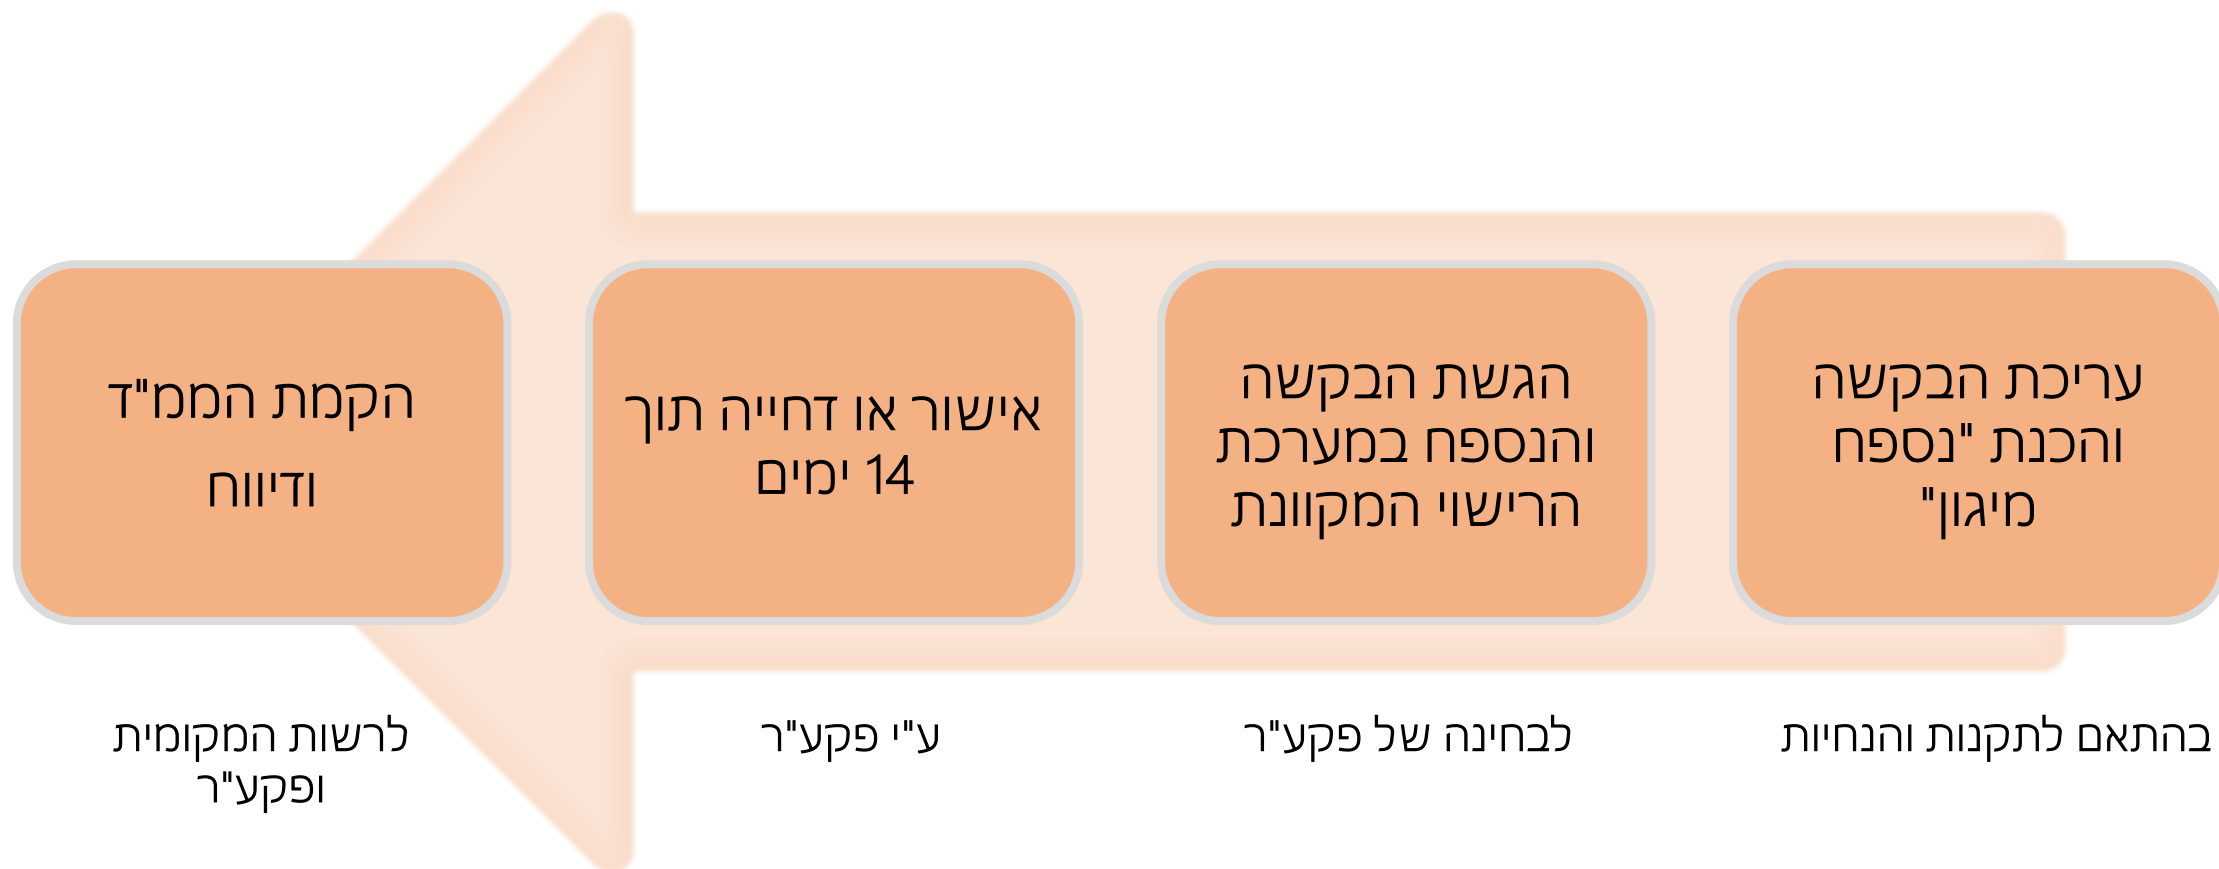 עריכת הבקשה
והכנת "נספח
מיגון"
בהתאם לתקנות והנחיות
הגשת הבקשה
והנספח במערכת
הרישוי המקוונת
לבחינה של פקע"ר
אישור או דחייה תוך
14 ימים
ע"י פקע"ר
הקמת הממ"ד
ודיווח
לרשות המקומית
ופקע"ר